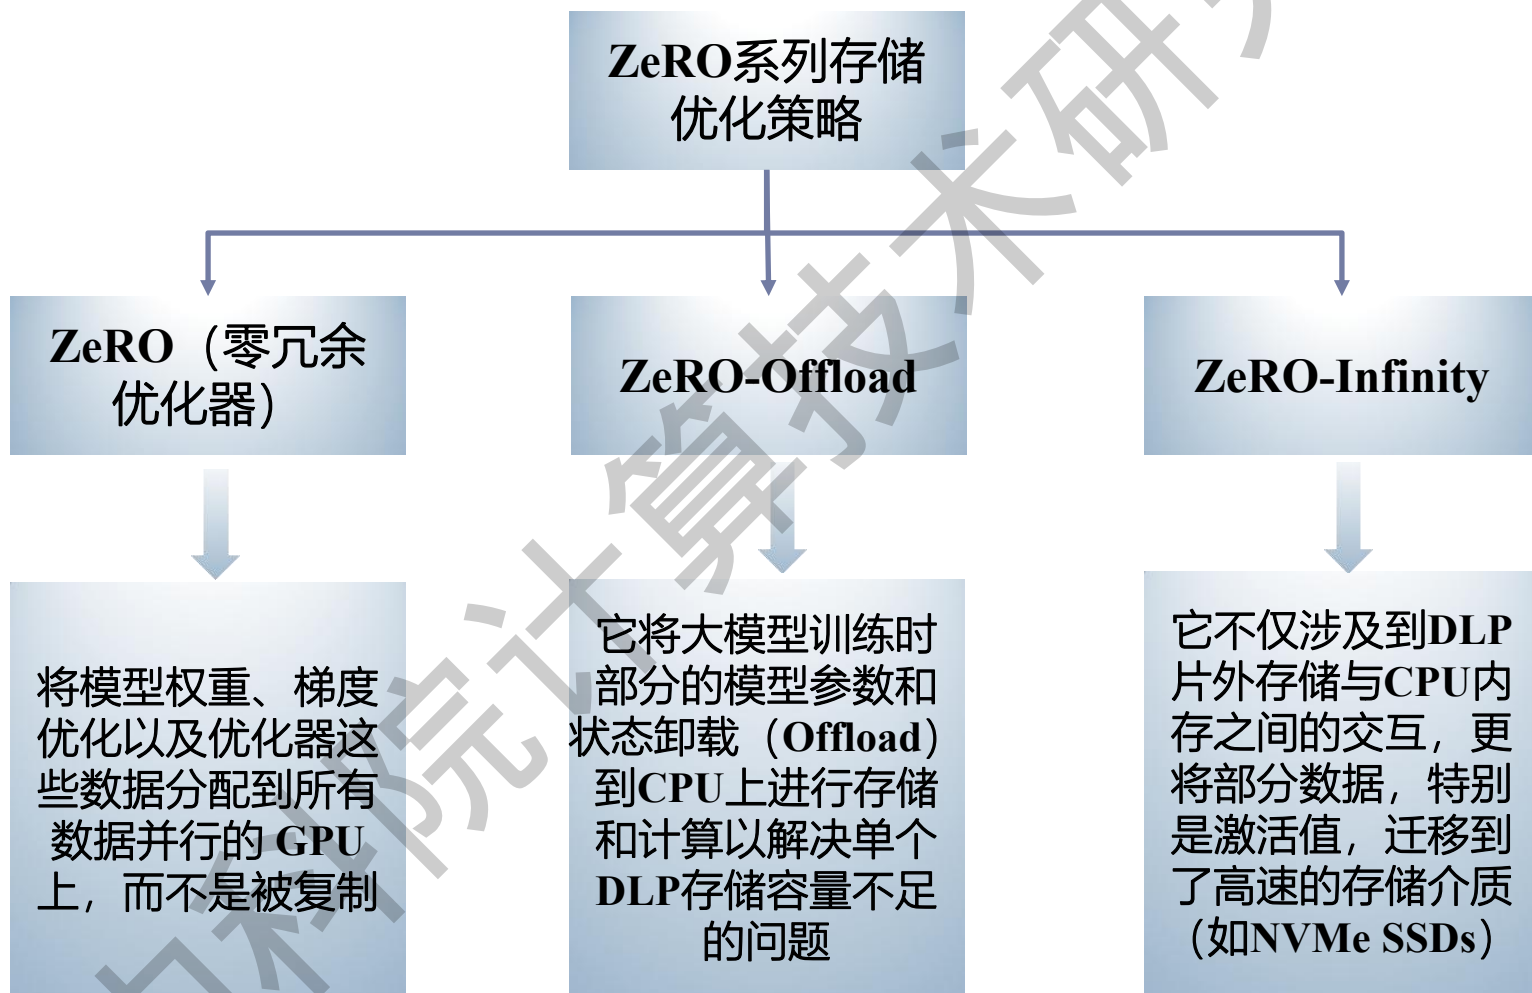 ZeRO系列存储
优化策略
ZeRO（零冗余
优化器）
ZeRO-Offload
ZeRO-Infinity
将模型权重、梯度
优化以及优化器这
些数据分配到所有
数据并行的 GPU
上，而不是被复制
它将大模型训练时
部分的模型参数和
状态卸载（Offload）
到CPU上进行存储
和计算以解决单个
DLP存储容量不足
的问题
它不仅涉及到DLP
片外存储与CPU内
存之间的交互，更
将部分数据，特别
是激活值，迁移到
了高速的存储介质
（如NVMe SSDs）
科院计算技术研